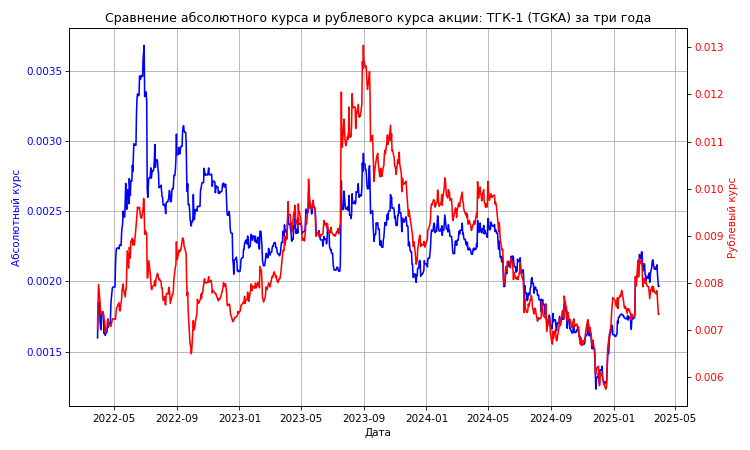 Сравнение абсолютного курса и рублевого курса акции: ТГК-1 (TGKA) за три года
0.0035
0.0030
0.0025
0.0020
0.0015
Абсолютный курс
0.013
0.012
0.011
0.010
0.009
0.008
0.007
0.006
Рублевый курс
2022-05 2022-09 2023-01 2023-05 2023-09 2024-01 2024-05 2024-09 2025-01 2025-05
Дата